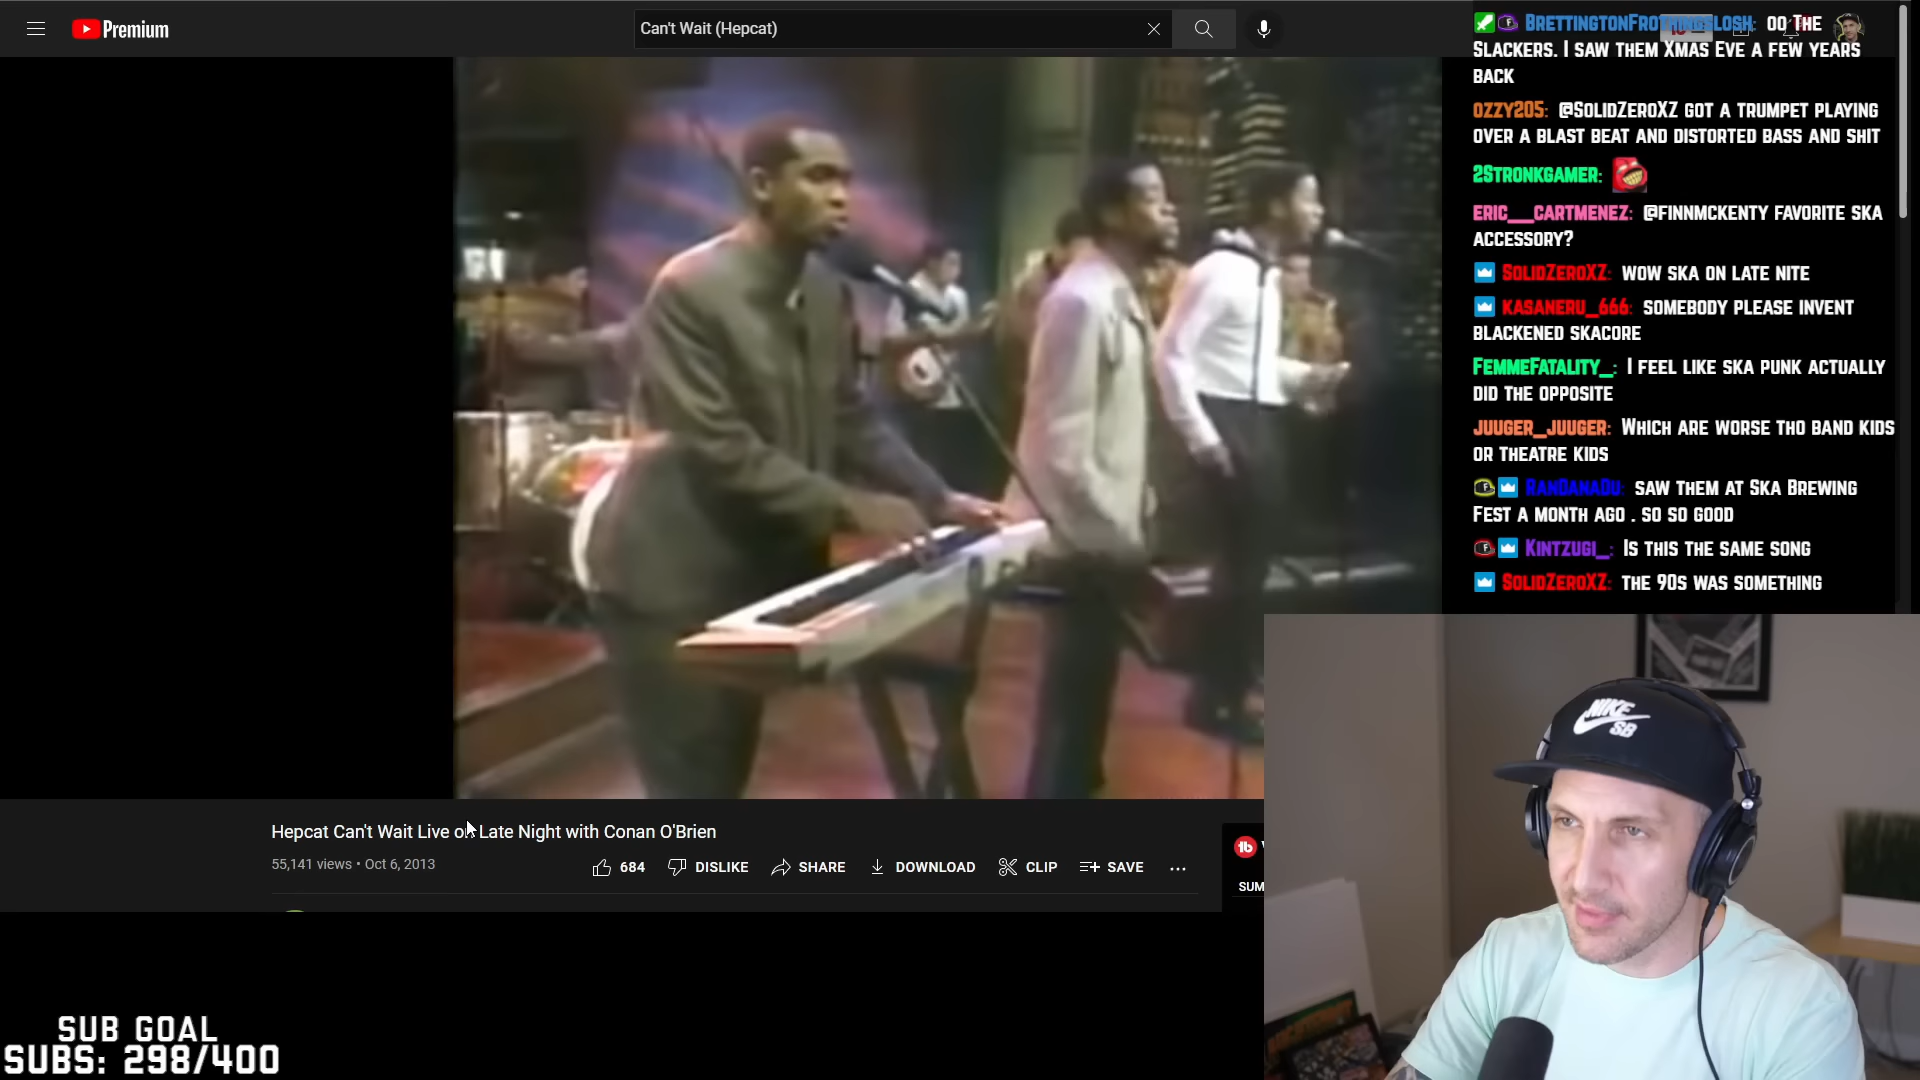 Premium
Can't Wait (Hepcat)
BrettingtonFrothingslosh: oo The
Slackers. I saw them Xmas Eve a few years
back
ozzy205: @SolidZeroXZ got a trumpet playing
over a blast beat and distorted bass and shit
2Stronkgamer:
eric__cartmenez: @finnmckenty favorite ska
accessory?
SolidZeroXZ: wow ska on late nite
kasaneru_666: somebody please invent
blackened skacore
FemmeFatality_: I feel like ska punk actually
did the opposite
juuger_juuger: Which are worse tho band kids
or theatre kids
RanDanaDu: saw them at Ska Brewing
Fest a month ago . so so good
Kintzugi_: Is this the same song
SolidZeroXZ: the 90s was something
NIKE
SB
Hepcat Can't Wait Live on Late Night with Conan O'Brien
55,141 views • Oct 6, 2013
684
DISLIKE
SHARE
DOWNLOAD
CLIP
SAVE
SUM
SUB GOAL
SUBS: 298/400